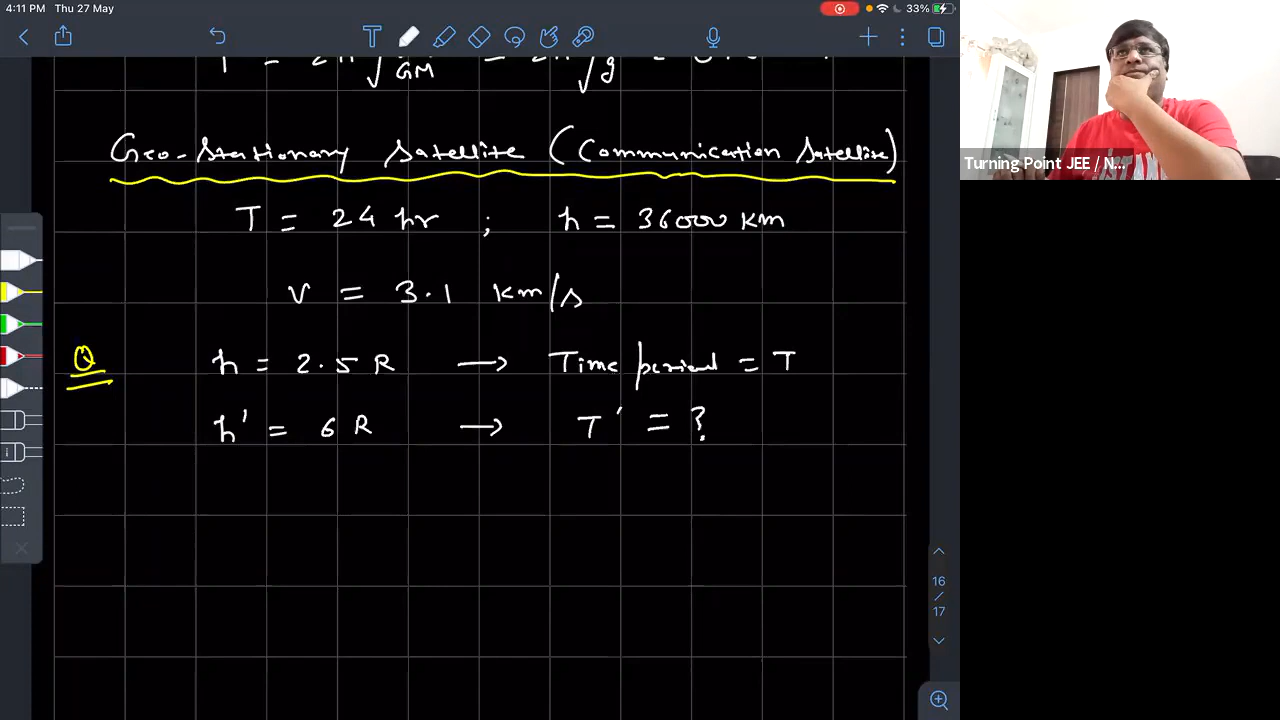 4:11 PM Thu 27 May
33%
GM g
Geo-Stationary Satellite (Communication Satellite)
T = 24 hr ; h = 36000 km
v = 3.1 km/s
Q h = 2.5 R → Time period = T
h' = 6 R → T' = ?
16
/
17
Turning Point JEE / N...